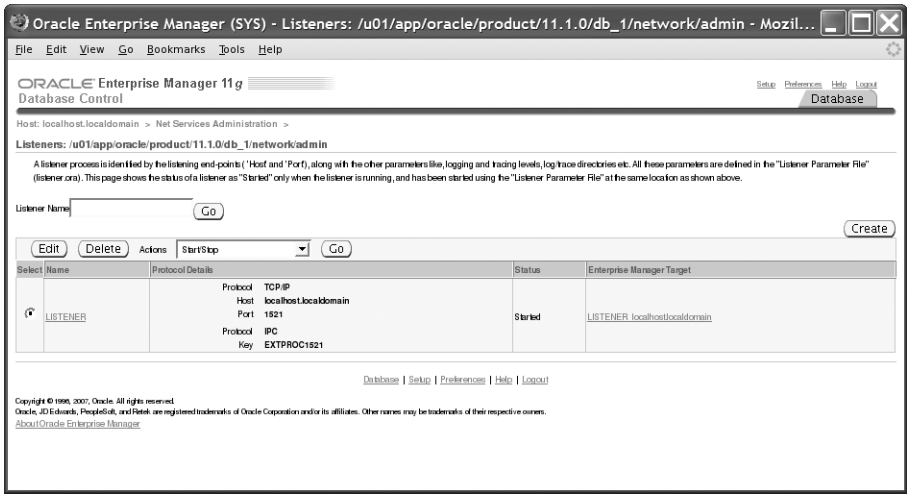 Oracle Enterprise Manager (SYS) - Listeners: /u01/app/oracle/product/11.1.0/db_1/network/admin - Mozil...
File Edit View Go Bookmarks Tools Help
ORACLE Enterprise Manager 11g
Database Control
Setup Preferences Help Logout
Database
Host: localhost.localdomain > Net Services Administration >
Listeners: /u01/app/oracle/product/11.1.0/db_1/network/admin
A listener process is identified by the listening end-points ( 'Host' and 'Port'), along with the other parameters like, logging and tracing levels, log/trace directories etc. All these parameters are defined in the "Listener Parameter File"
(listener.ora). This page shows the status of a listener as "Started" only when the listener is running, and has been started using the "Listener Parameter File" at the same location as shown above.
Listener Name Go
Create
Edit Delete Actions Start/Stop Go
Select Name Protocol Details Status Enterprise Manager Target
Protocol TCP/IP
Host localhost.localdomain
Port 1521
LISTENER Started LISTENER_localhost.localdomain
Protocol IPC
Key EXTPROC1521
Database | Setup | Preferences | Help | Logout
Copyright © 1996, 2007, Oracle. All rights reserved.
Oracle, JD Edwards, PeopleSoft, and Retek are registered trademarks of Oracle Corporation and/or its affiliates. Other names may be trademarks of their respective owners.
About Oracle Enterprise Manager